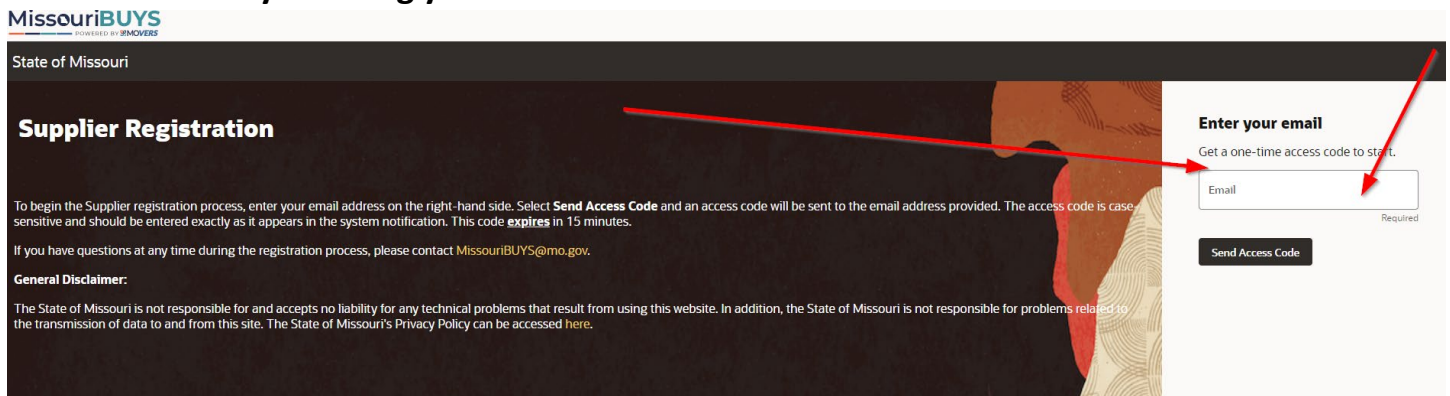 MissouriBUYS
POWERED BY MOVERS
State of Missouri
Supplier Registration
To begin the Supplier registration process, enter your email address on the right-hand side. Select Send Access Code and an access code will be sent to the email address provided. The access code is case-
sensitive and should be entered exactly as it appears in the system notification. This code expires in 15 minutes.
If you have questions at any time during the registration process, please contact MissouriBUYS@mo.gov.
General Disclaimer:
The State of Missouri is not responsible for and accepts no liability for any technical problems that result from using this website. In addition, the State of Missouri is not responsible for problems related to
the transmission of data to and from this site. The State of Missouri's Privacy Policy can be accessed here.
Enter your email
Get a one-time access code to start.
Email
Required
Send Access Code